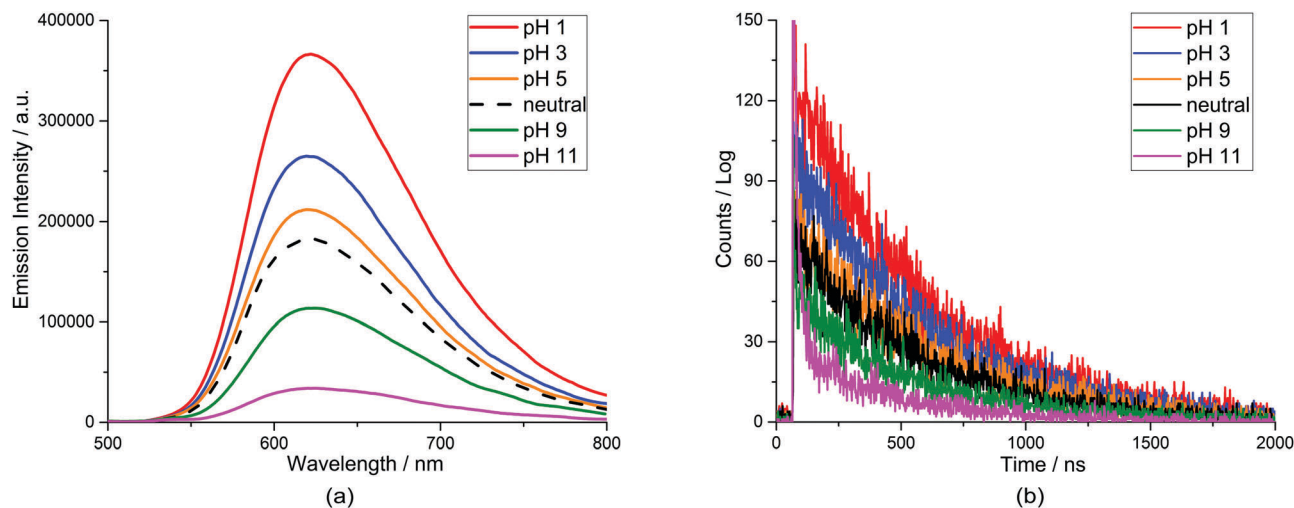 400000
300000
200000
100000
0
Emission Intensity / a.u.
500
600
700
800
Wavelength / nm
pH 1
pH 3
pH 5
neutral
pH 9
pH 11
(a)
150
120
90
60
30
0
Counts / Log
0
500
1000
1500
2000
Time / ns
pH 1
pH 3
pH 5
neutral
pH 9
pH 11
(b)